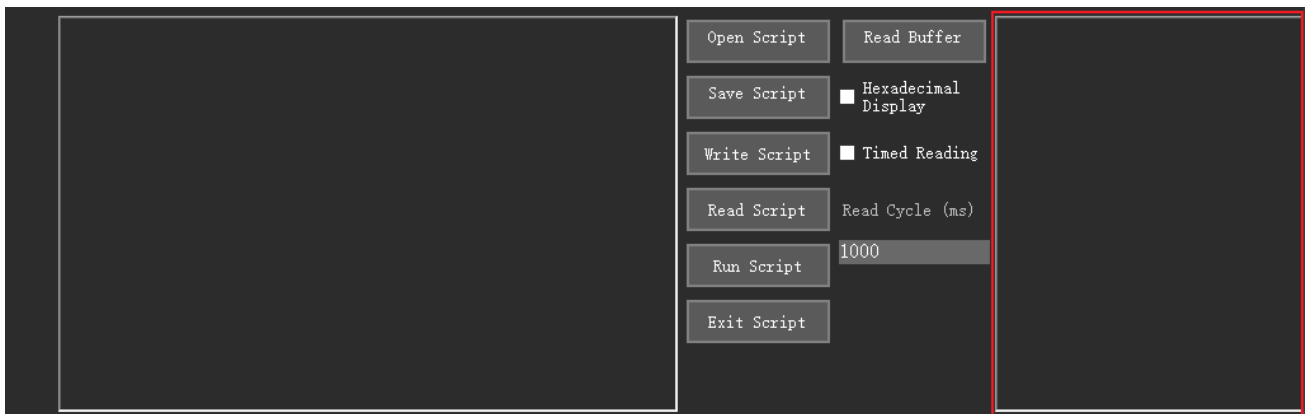 Open Script
Read Buffer
Save Script
Hexadecimal
Display
Write Script
Timed Reading
Read Script
Read Cycle (ms)
Run Script
1000
Exit Script